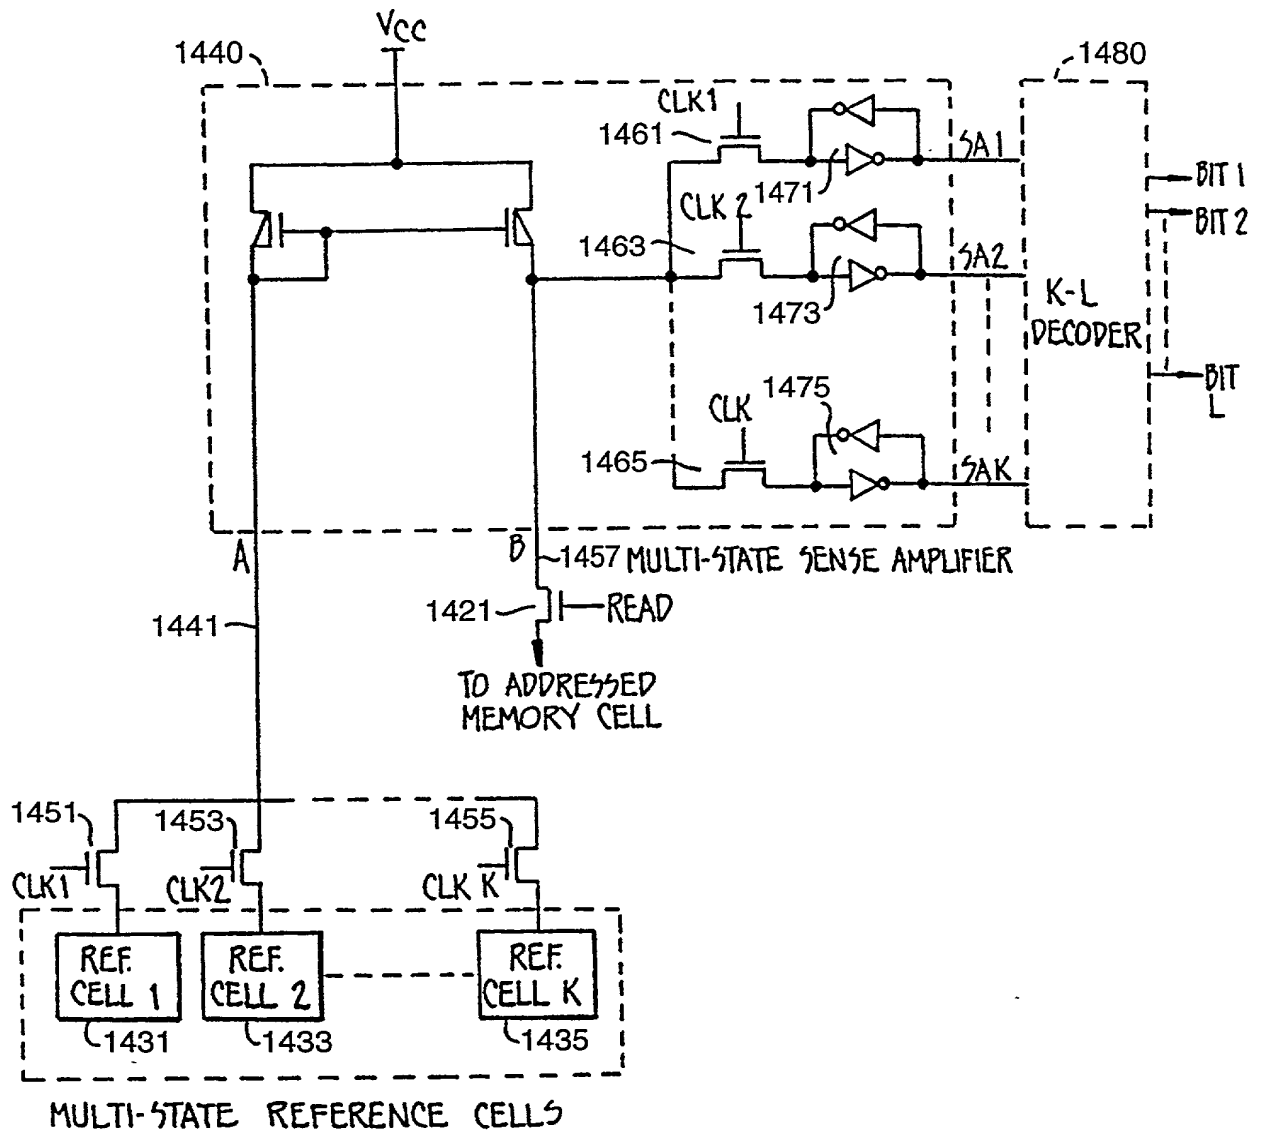 VCC
1440
1480
CLK1
1461
1471
SA1
BIT 1
CLK 2
1463
1473
SA2
BIT 2
K-L
DECODER
1475
CLK
1465
SAK
BIT
L
A
B
1457
MULTI-STATE SENSE AMPLIFIER
1421
READ
1441
TO ADDRESSED
MEMORY CELL
1451
1453
1455
CLK1
CLK2
CLK K
REF.
CELL 1
REF.
CELL 2
REF.
CELL K
1431
1433
1435
MULTI-STATE REFERENCE CELLS